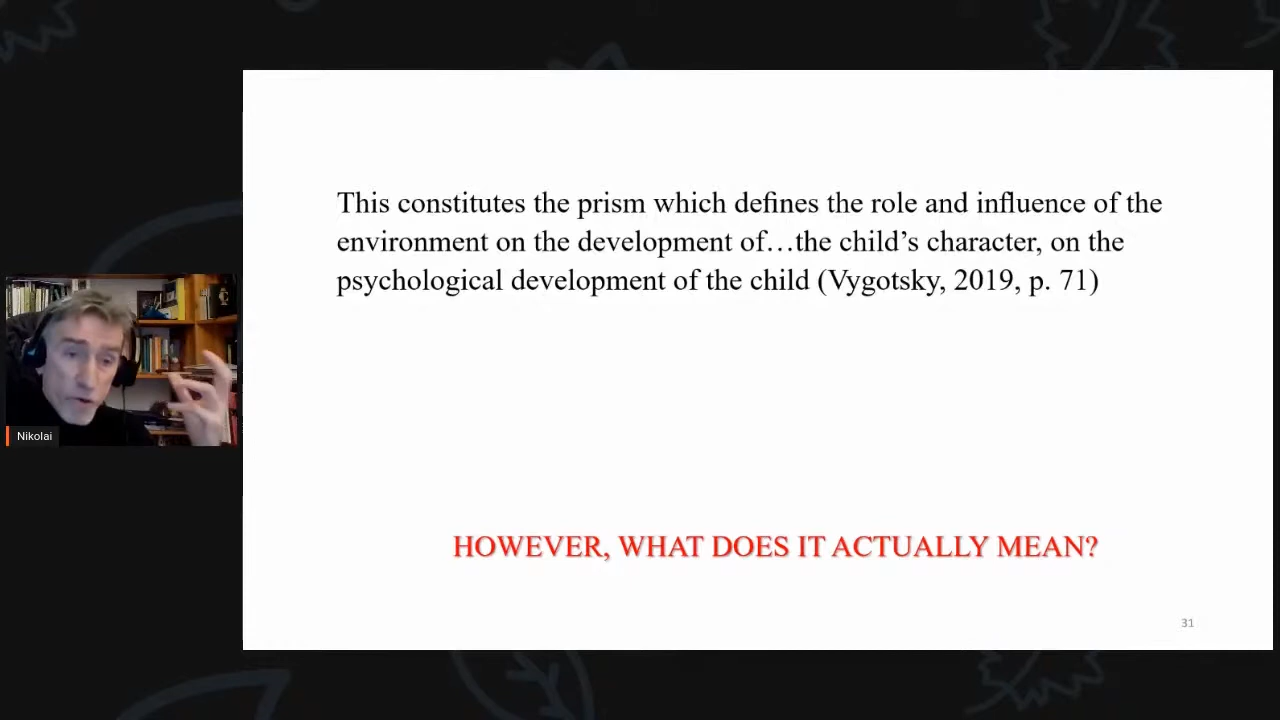 This constitutes the prism which defines the role and influence of the
environment on the development of…the child’s character, on the
psychological development of the child (Vygotsky, 2019, p. 71)
Nikolai
HOWEVER, WHAT DOES IT ACTUALLY MEAN?
31